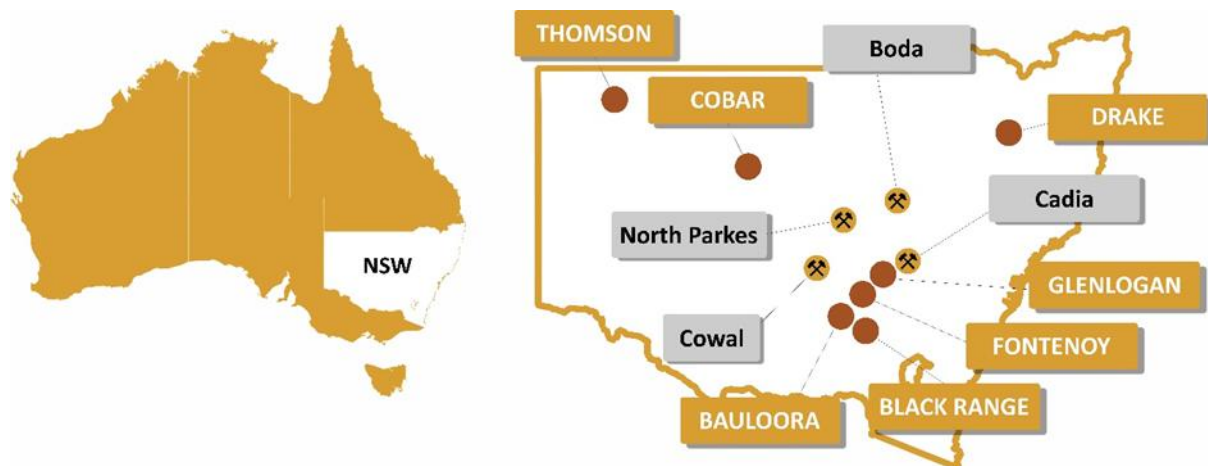 THOMSON
Boda
COBAR
DRAKE
Cadia
North Parkes
NSW
GLENLOGAN
Cowal
FONTENOY
BLACK RANGE
BAULOORA